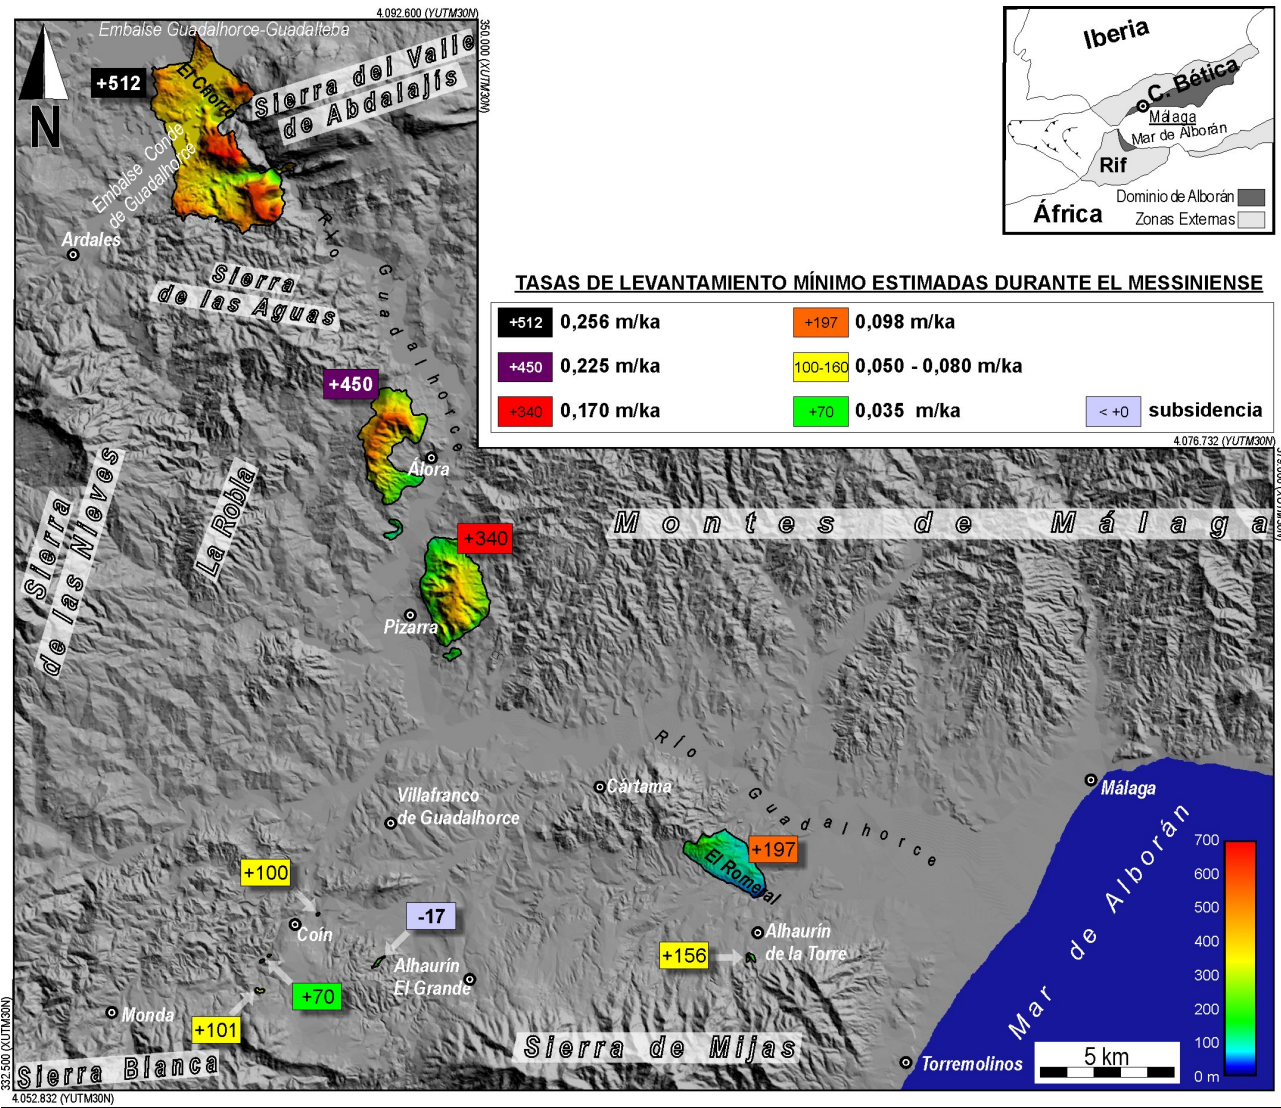 4.092.600 (YUTM30N)
350.000 (XUTM30N)
Embalse Guadalhorce-Guadalteba
N
+512
El Chorro
Sierra del Valle
de Abdalajís
Embalse Conde
de Guadalhorce
Ardales
Río Guadalhorce
Sierra
de las Aguas
Iberia
C. Bética
Málaga
Mar de Alborán
Rif
África
Dominio de Alborán
Zonas Externas
TASAS DE LEVANTAMIENTO MÍNIMO ESTIMADAS DURANTE EL MESSINIENSE
+512 0,256 m/ka
+197 0,098 m/ka
+450 0,225 m/ka
100-160 0,050 - 0,080 m/ka
+340 0,170 m/ka
+70 0,035 m/ka
< +0 subsidencia
4.076.732 (YUTM30N)
+450
Álora
Sierra
de las Nieves
La Robla
Montes de Málaga
+340
Pizarra
Río Guadalhorce
Cártama
Málaga
Villafranco
de Guadalhorce
+197
El Romeral
+100
Coín
-17
Alhaurín
El Grande
+156
Alhaurín
de la Torre
+70
+101
Monda
Mar de Alborán
700
600
500
400
300
200
100
0 m
Sierra de Mijas
Sierra Blanca
Torremolinos
5 km
332.500 (XUTM30N)
4.052.832 (YUTM30N)